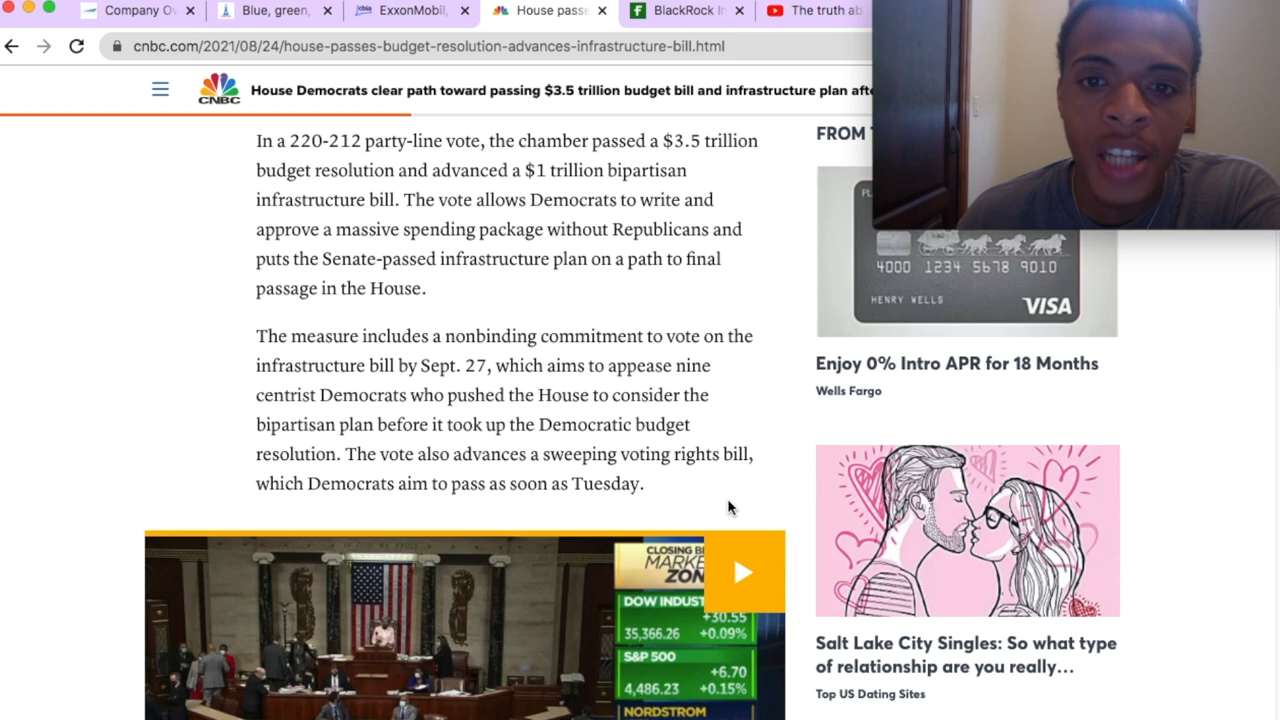 Company Ov
Blue, green,
ExxonMobil,
House passe
BlackRock In
The truth ab
cnbc.com/2021/08/24/house-passes-budget-resolution-advances-infrastructure-bill.html
CNBC
House Democrats clear path toward passing $3.5 trillion budget bill and infrastructure plan afte
In a 220-212 party-line vote, the chamber passed a $3.5 trillion
budget resolution and advanced a $1 trillion bipartisan
infrastructure bill. The vote allows Democrats to write and
approve a massive spending package without Republicans and
puts the Senate-passed infrastructure plan on a path to final
passage in the House.
The measure includes a nonbinding commitment to vote on the
infrastructure bill by Sept. 27, which aims to appease nine
centrist Democrats who pushed the House to consider the
bipartisan plan before it took up the Democratic budget
resolution. The vote also advances a sweeping voting rights bill,
which Democrats aim to pass as soon as Tuesday.
CLOSING BE
MARKE
ZON
DOW INDUST
+30.55
35,366.26 +0.09%
S&P 500
+6.70
4,486.23 +0.15%
NORDSTROM
FROM T
PL
4000 1234 5678 9010
HENRY WELLS
VISA
Enjoy 0% Intro APR for 18 Months
Wells Fargo
Salt Lake City Singles: So what type
of relationship are you really…
Top US Dating Sites